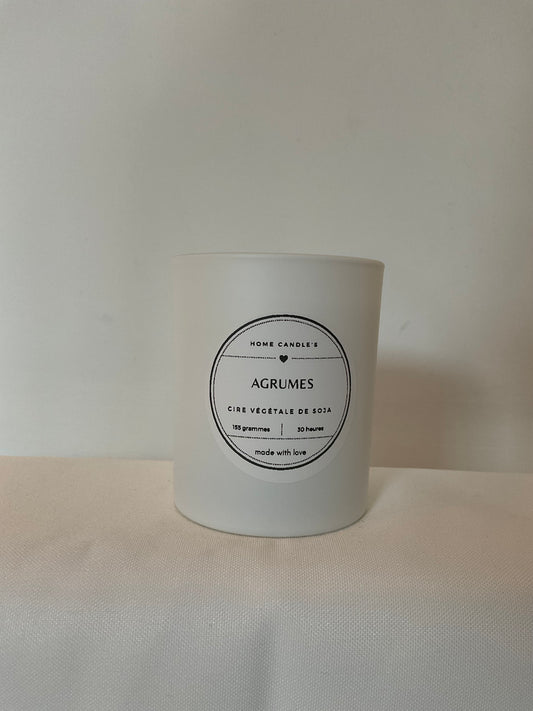 HOME CANDLE'S
AGRUMES
CIRE VÉGÉTALE DE SOJA
155 grammes | 30 heures
made with love